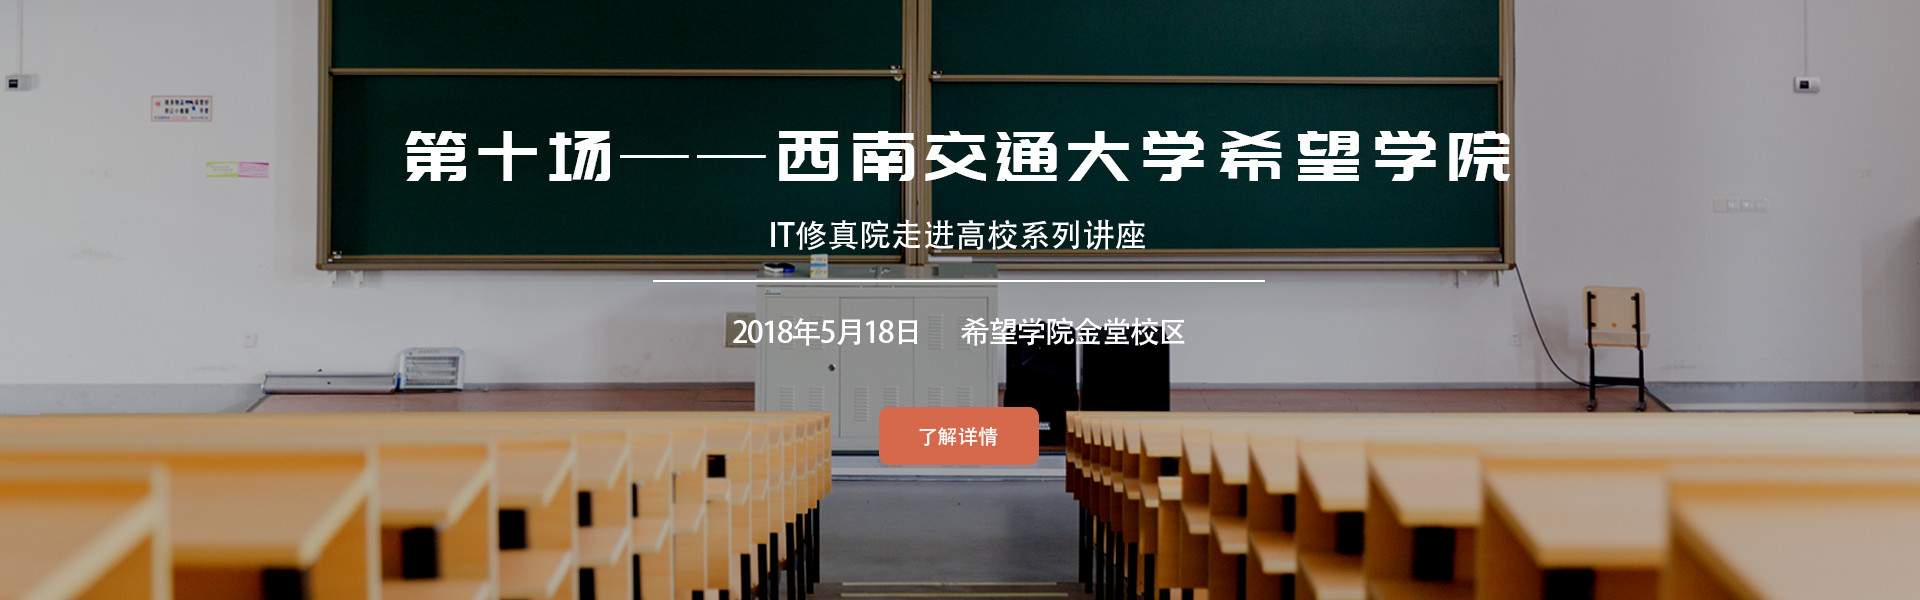 第十场——西南交通大学希望学院
IT修真院走进高校系列讲座
2018年5月18日 希望学院金堂校区
了解详情